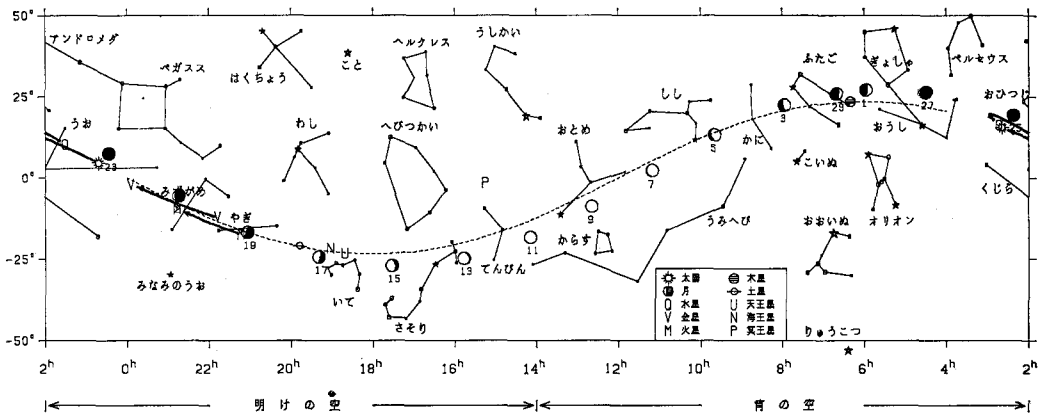 50°
25°
0°
-25°
-50°
アンドロメダ
ペガスス
うお
はくちょう
こと
わし
ヘルクレス
へびつかい
うしかい
おとめ
しし
かに
ふたご
ぎょしゃ
ペルセウス
おひつじ
おうし
こいぬ
くじら
オリオン
おおいぬ
うみへび
からす
てんびん
さそり
いて
やぎ
みずがめ
みなみのうお
りゅうこつ
V
V
N
U
P
23
19
17
15
13
11
9
7
5
3
1
29
27
25
太陽
月
Q 水星
V 金星
M 火星
木星
土星
U 天王星
N 海王星
P 冥王星
2h 0h 22h 20h 18h 16h 14h 12h 10h 8h 6h 4h 2h
明けの空
宵の空